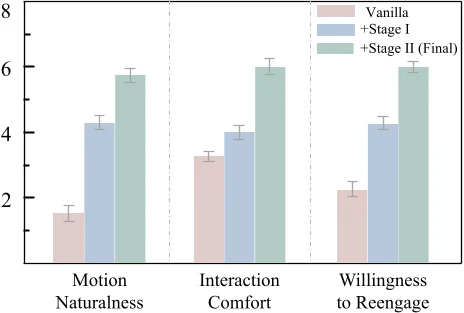 8
6
4
2
Vanilla
+Stage I
+Stage II (Final)
Motion
Naturalness
Interaction
Comfort
Willingness
to Reengage